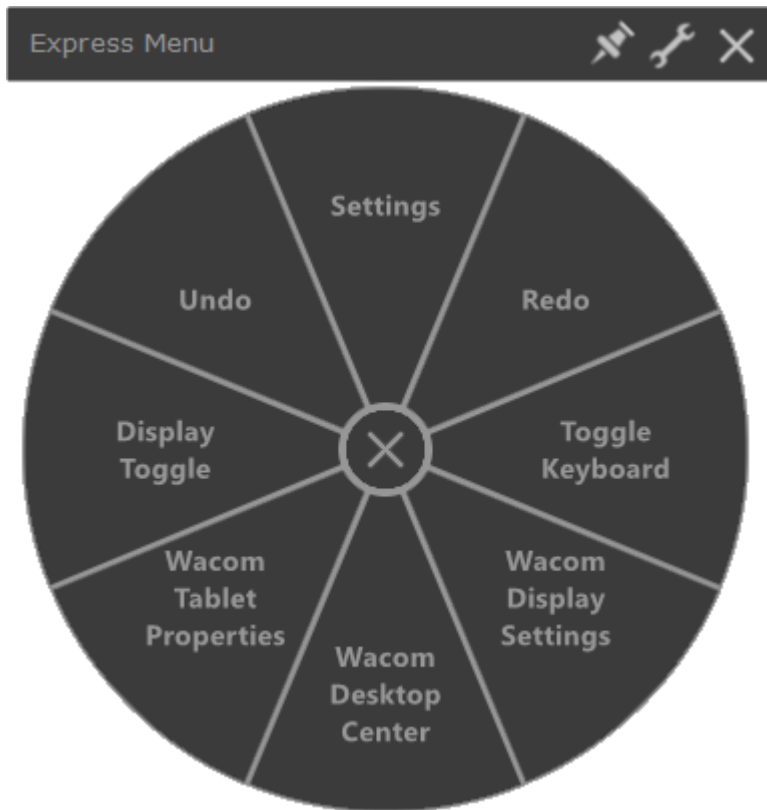 Express Menu
Settings
Undo
Redo
Display
Toggle
Toggle
Keyboard
Wacom
Tablet
Properties
Wacom
Display
Settings
Wacom
Desktop
Center